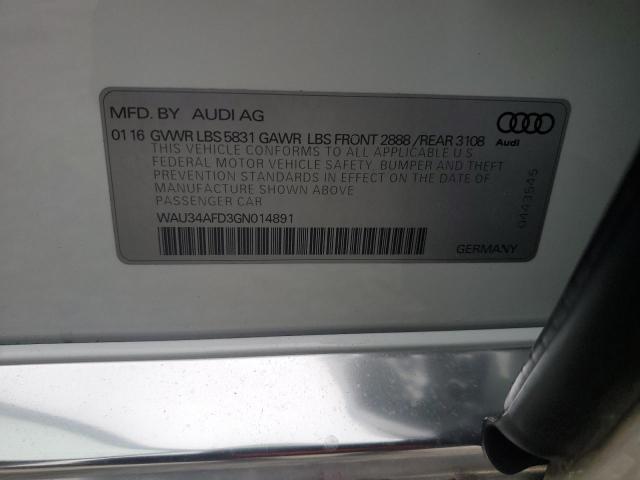 MFD. BY AUDI AG
01 16 GVWR LBS 5831 GAWR LBS FRONT 2888 /REAR 3108
THIS VEHICLE CONFORMS TO ALL APPLICABLE U S
FEDERAL MOTOR VEHICLE SAFETY, BUMPER AND THEFT
PREVENTION STANDARDS IN EFFECT ON THE DATE
OF MANUFACTURE SHOWN ABOVE
PASSENGER CAR
WAU34AFD3GN014891
GERMANY
Audi
0443545